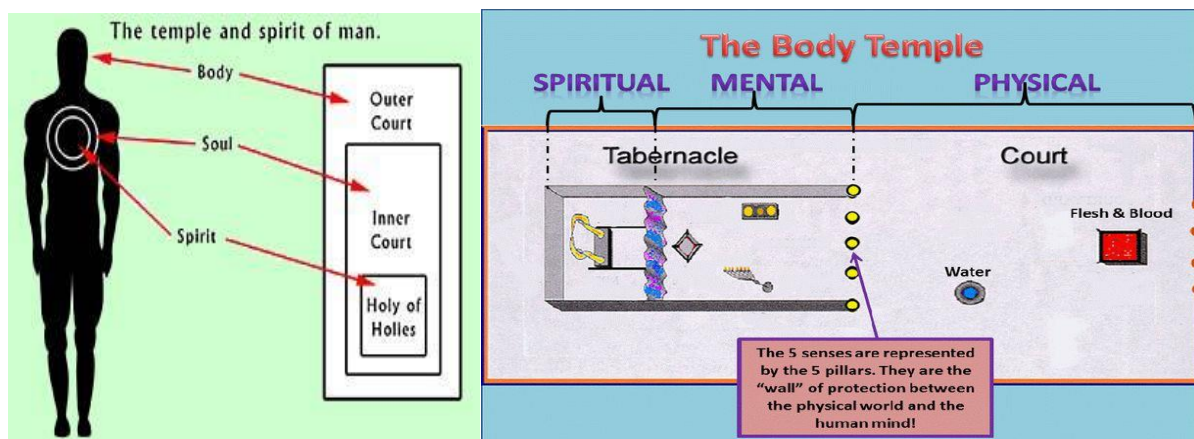 The temple and spirit of man.
Body
Soul
Spirit
Outer
Court
Inner
Court
Holy of
Holies
The Body Temple
SPIRITUAL MENTAL PHYSICAL
Tabernacle
Court
Flesh & Blood
Water
The 5 senses are represented
by the 5 pillars. They are the
“wall” of protection between
the physical world and the
human mind!